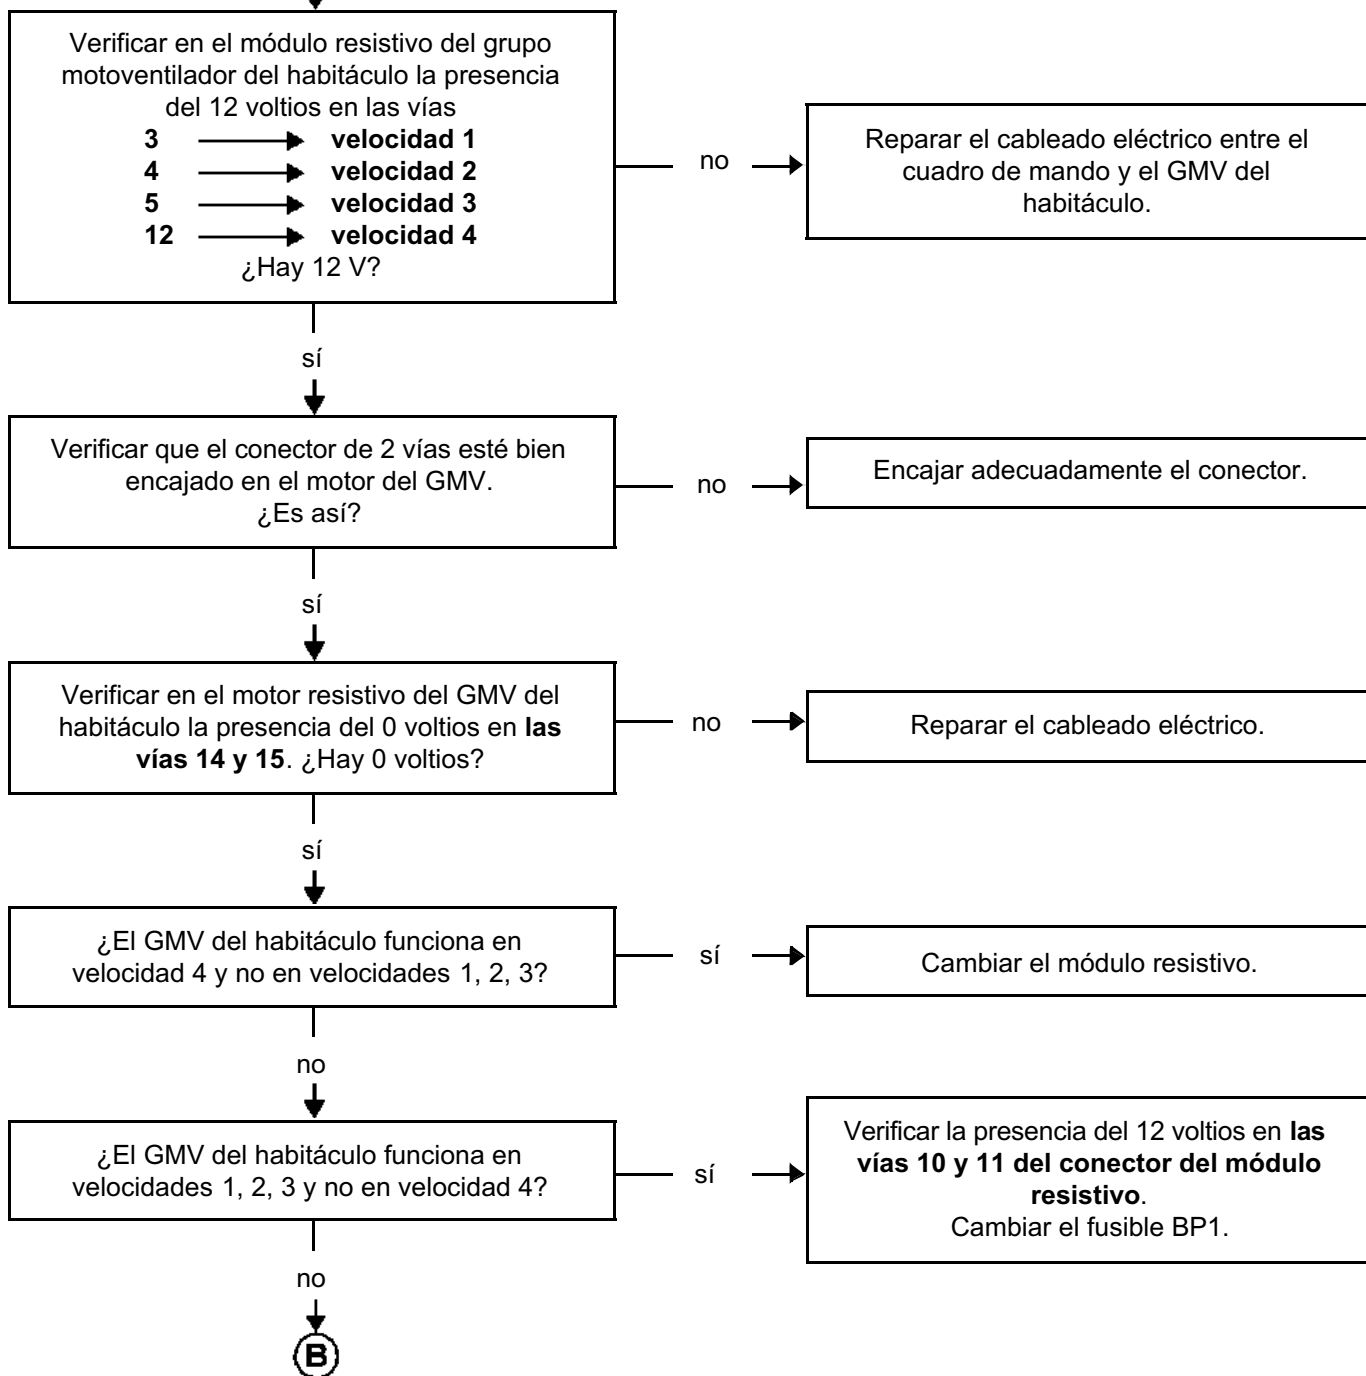 Verificar en el módulo resistivo del grupo
motoventilador del habitáculo la presencia
del 12 voltios en las vías
3 velocidad 1
4 velocidad 2
5 velocidad 3
12 velocidad 4
¿Hay 12 V?
no
Reparar el cableado eléctrico entre el
cuadro de mando y el GMV del
habitáculo.
sí
Verificar que el conector de 2 vías esté bien
encajado en el motor del GMV.
¿Es así?
no
Encajar adecuadamente el conector.
sí
Verificar en el motor resistivo del GMV del
habitáculo la presencia del 0 voltios en las
vías 14 y 15. ¿Hay 0 voltios?
no
Reparar el cableado eléctrico.
sí
¿El GMV del habitáculo funciona en
velocidad 4 y no en velocidades 1, 2, 3?
sí
Cambiar el módulo resistivo.
no
¿El GMV del habitáculo funciona en
velocidades 1, 2, 3 y no en velocidad 4?
sí
Verificar la presencia del 12 voltios en las
vías 10 y 11 del conector del módulo
resistivo.
Cambiar el fusible BP1.
no
B